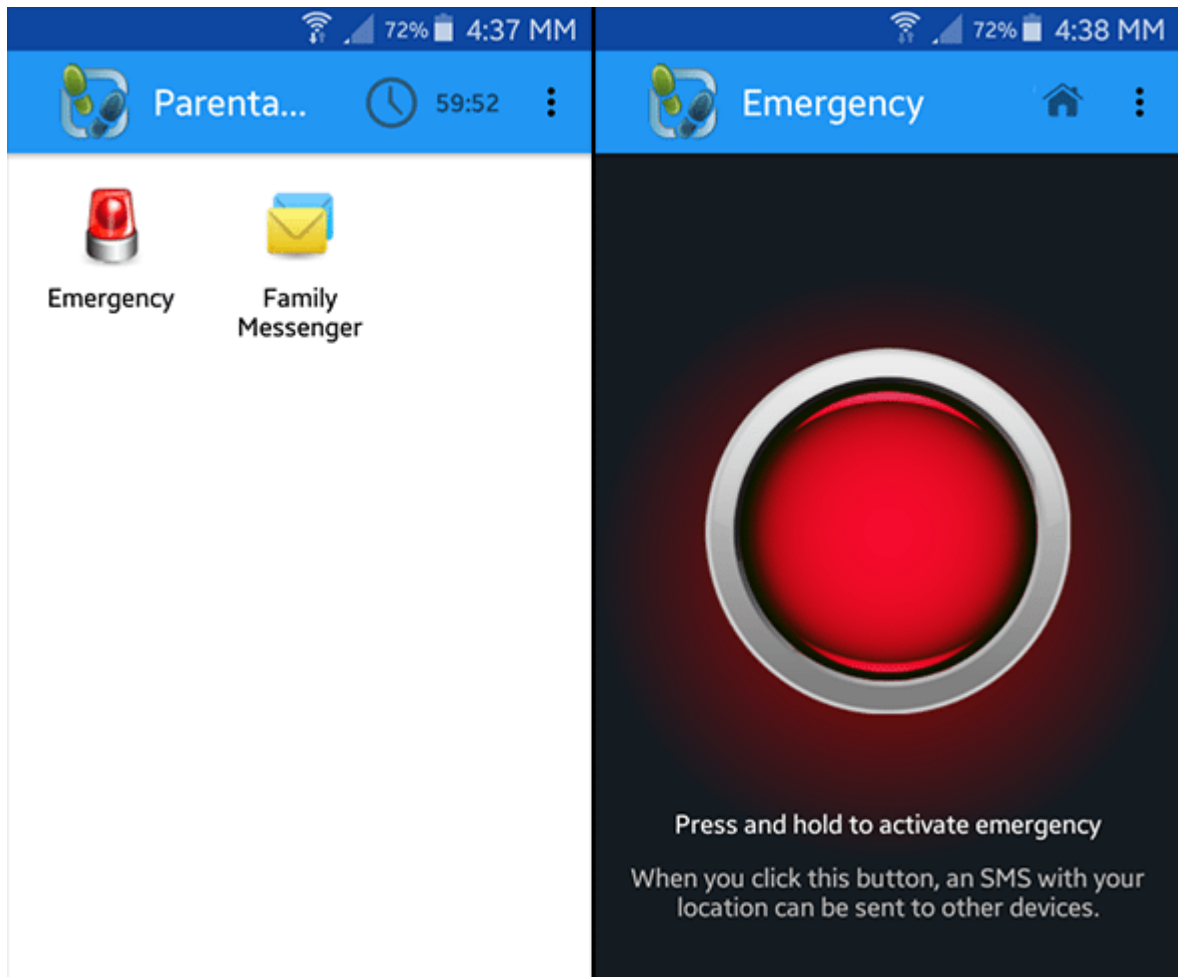 72% 4:37 MM
Parenta... 59:52
Emergency
Family
Messenger
72% 4:38 MM
Emergency
Press and hold to activate emergency
When you click this button, an SMS with your
location can be sent to other devices.